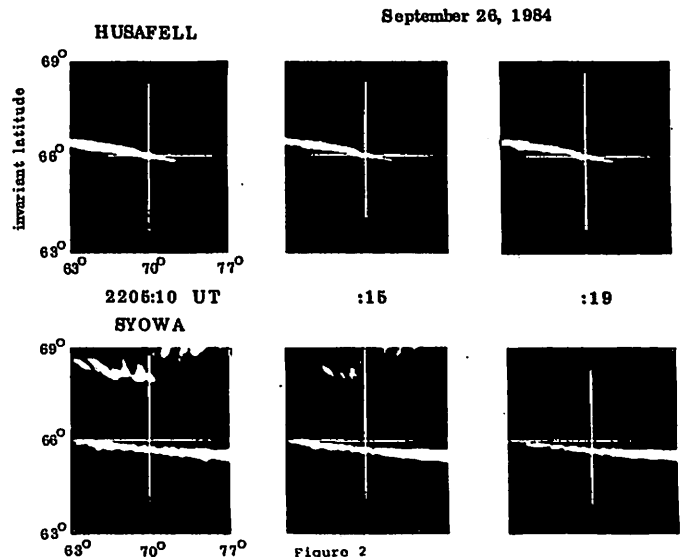 September 26, 1984
HUSAFELL
69°
66°
63°
invariant latitude
63° 70° 77°
2205:10 UT :15 :19
SYOWA
69°
66°
63°
63° 70° 77°
Figure 2